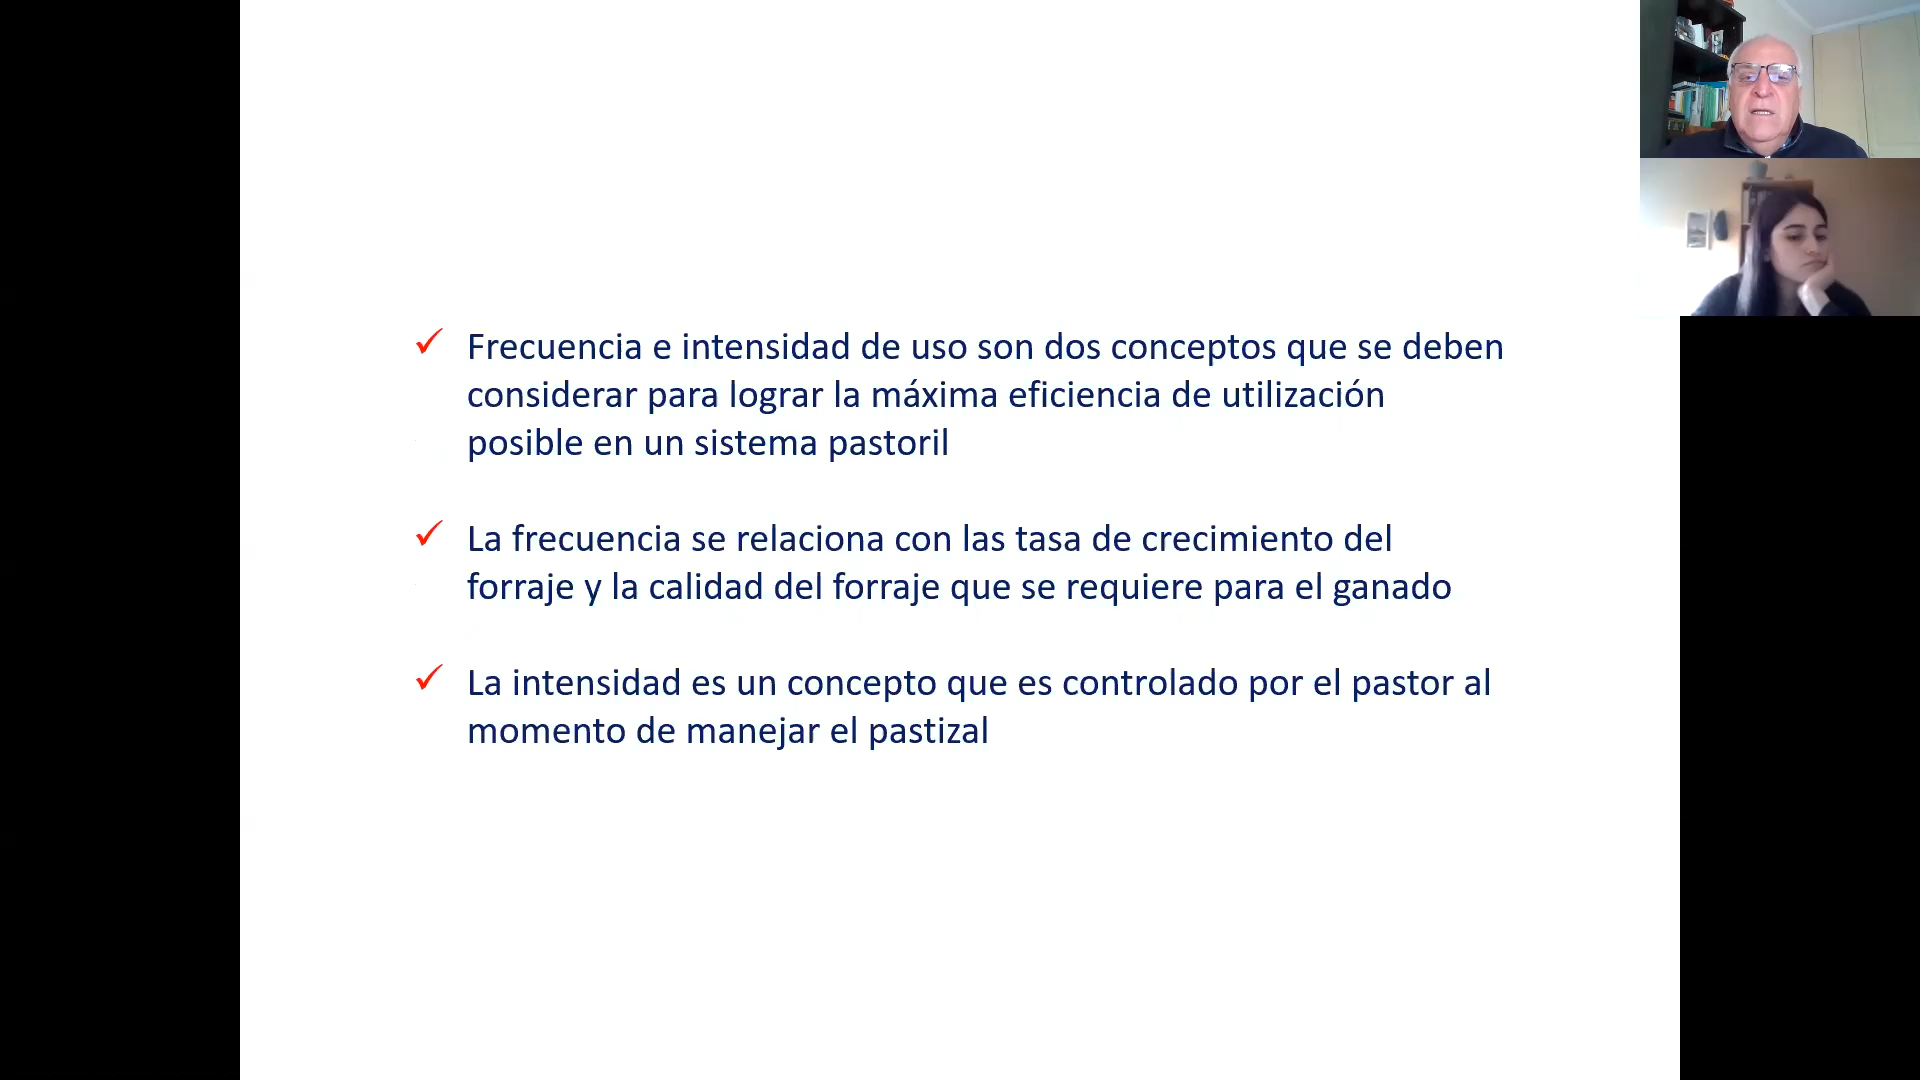 ✓ Frecuencia e intensidad de uso son dos conceptos que se deben
considerar para lograr la máxima eficiencia de utilización
posible en un sistema pastoril
✓ La frecuencia se relaciona con las tasa de crecimiento del
forraje y la calidad del forraje que se requiere para el ganado
✓ La intensidad es un concepto que es controlado por el pastor al
momento de manejar el pastizal